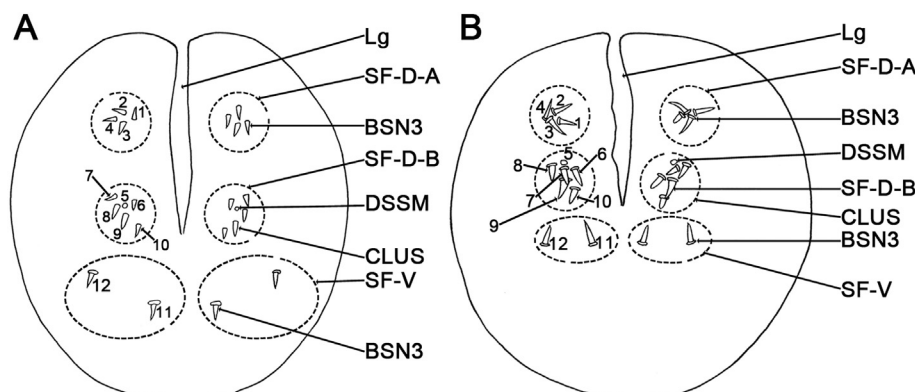 A
Lg
SF-D-A
BSN3
SF-D-B
DSSM
CLUS
SF-V
BSN3
2
1
4
3
7
5
6
8
9
10
12
11
B
Lg
SF-D-A
BSN3
DSSM
SF-D-B
CLUS
BSN3
SF-V
4
2
1
3
5
6
8
7
9
10
12
11